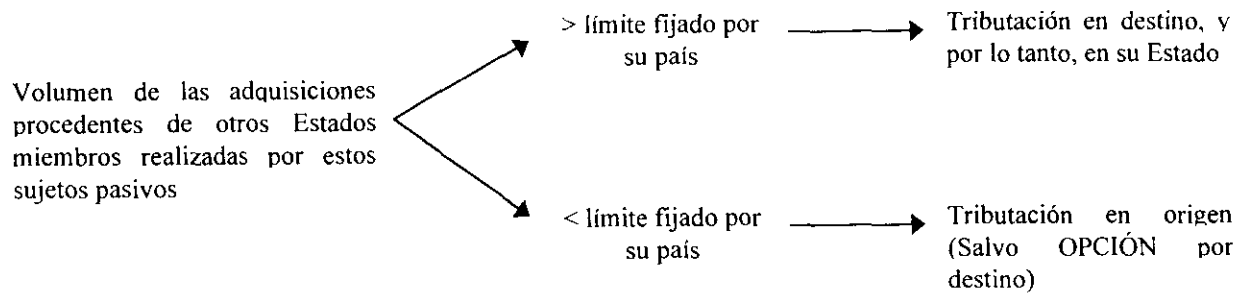 Volumen de las adquisiciones
procedentes de otros Estados
miembros realizadas por estos
sujetos pasivos
> límite fijado por
su país
Tributación en destino, y
por lo tanto, en su Estado
< límite fijado por
su país
Tributación en origen
(Salvo OPCIÓN por
destino)